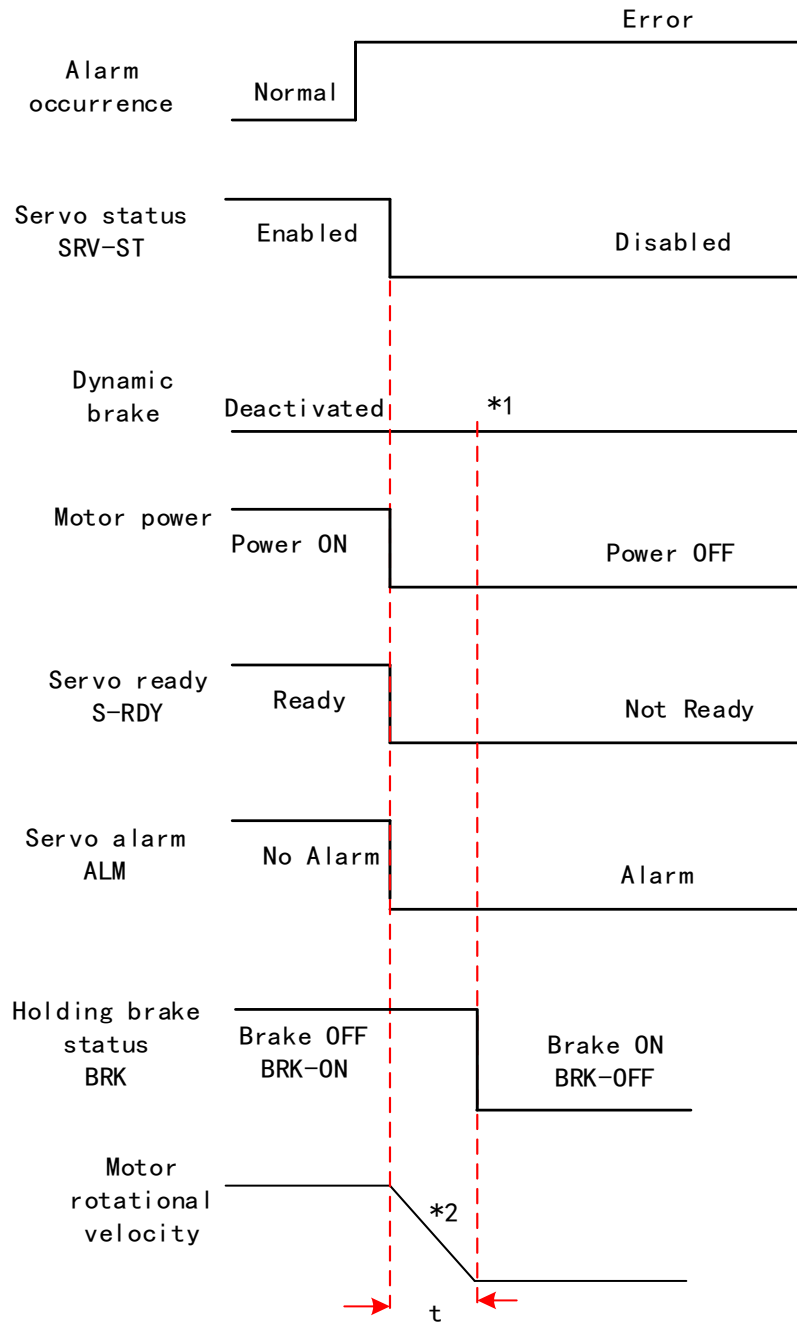 Error
Alarm
occurrence
Normal
Servo status
SRV-ST
Enabled
Disabled
Dynamic
brake
Deactivated
*1
Motor power
Power ON
Power OFF
Servo ready
S-RDY
Ready
Not Ready
Servo alarm
ALM
No Alarm
Alarm
Holding brake
status
BRK
Brake OFF
BRK-ON
Brake ON
BRK-OFF
Motor
rotational
velocity
*2
t